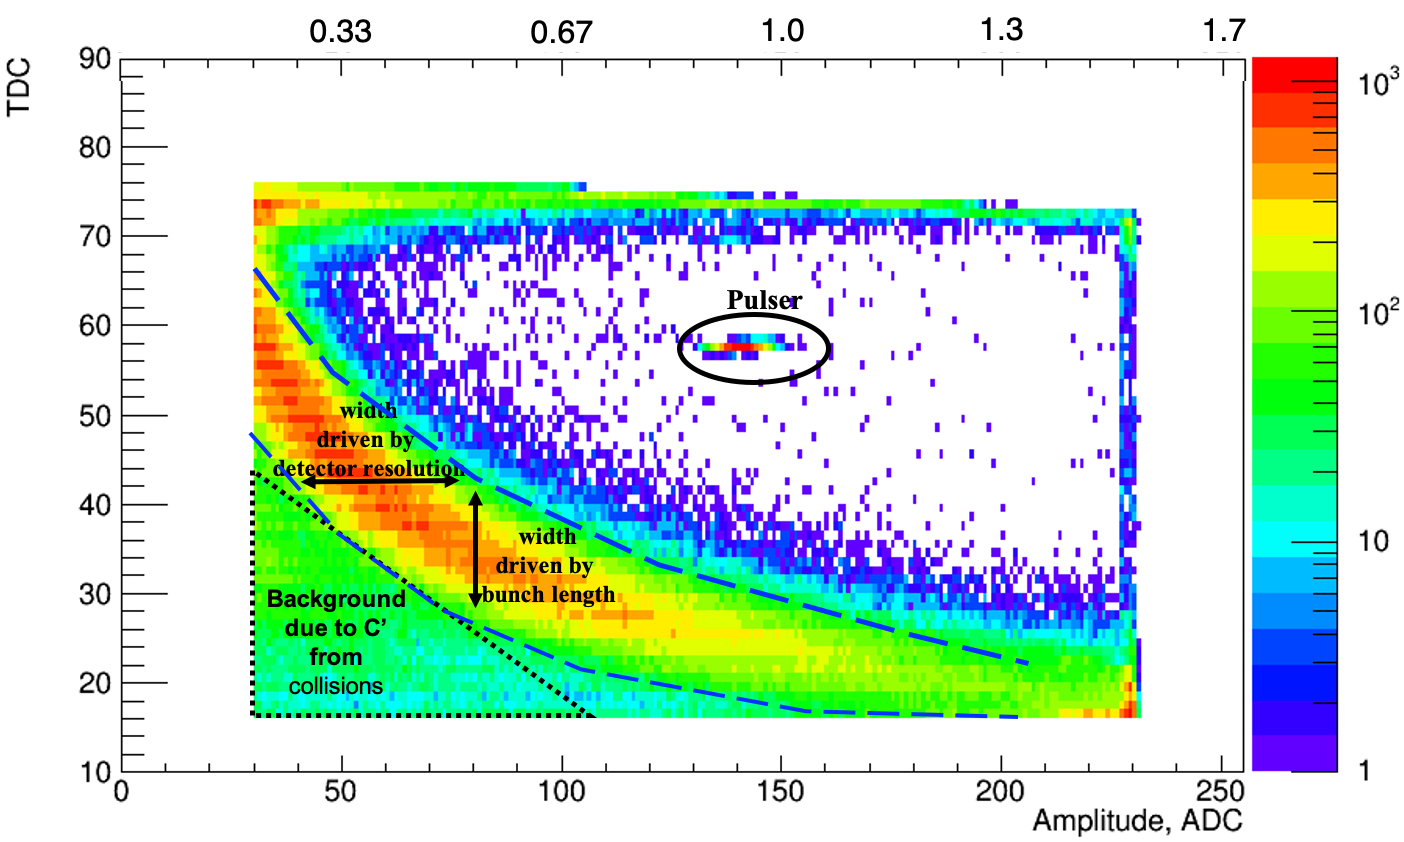 0.33 0.67 1.0 1.3 1.7
TDC
90
80
70
60
50
40
30
20
10
Pulser
width
driven by
detector resolution
width
driven by
bunch length
Background
due to C’
from
collisions
0 50 100 150 200 250
Amplitude, ADC
10³
10²
10
1